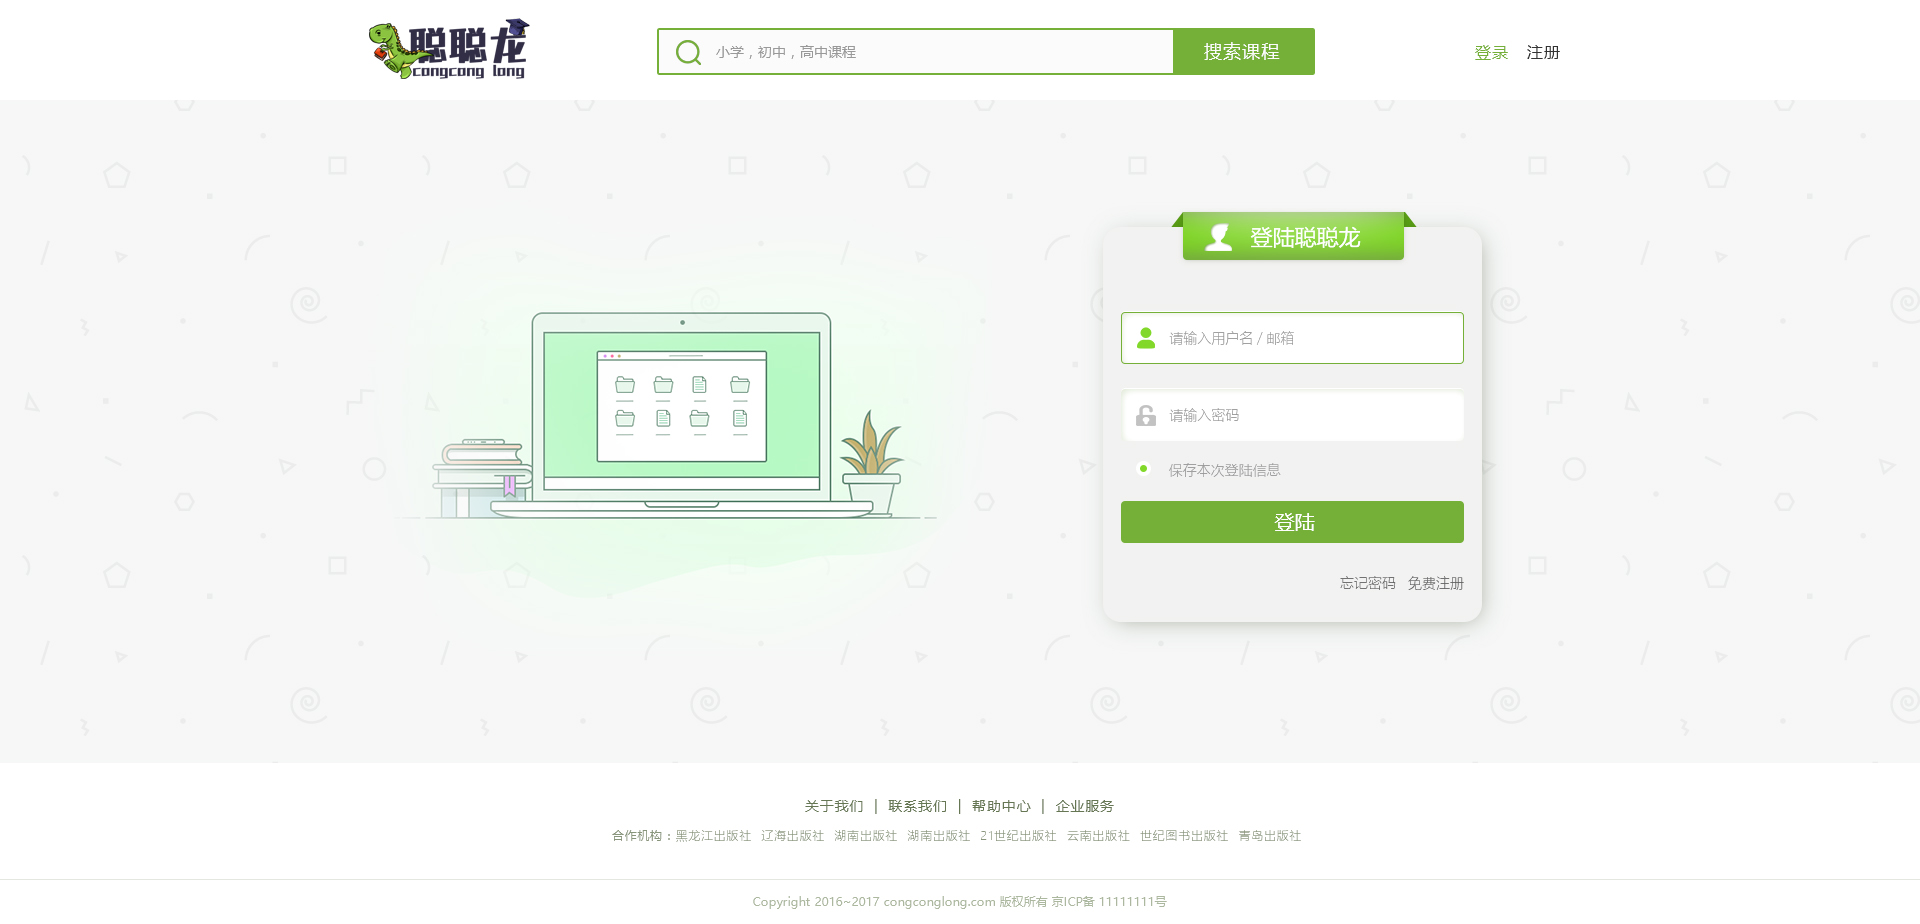 聪聪龙
congcong long
小学，初中，高中课程
搜索课程
登录 注册
登陆聪聪龙
请输入用户名 / 邮箱
请输入密码
保存本次登陆信息
登陆
忘记密码 免费注册
关于我们 | 联系我们 | 帮助中心 | 企业服务
合作机构：黑龙江出版社 辽海出版社 湖南出版社 湖南出版社 21世纪出版社 云南出版社 世纪图书出版社 青岛出版社
Copyright 2016~2017 congconglong.com 版权所有 京ICP备 11111111号